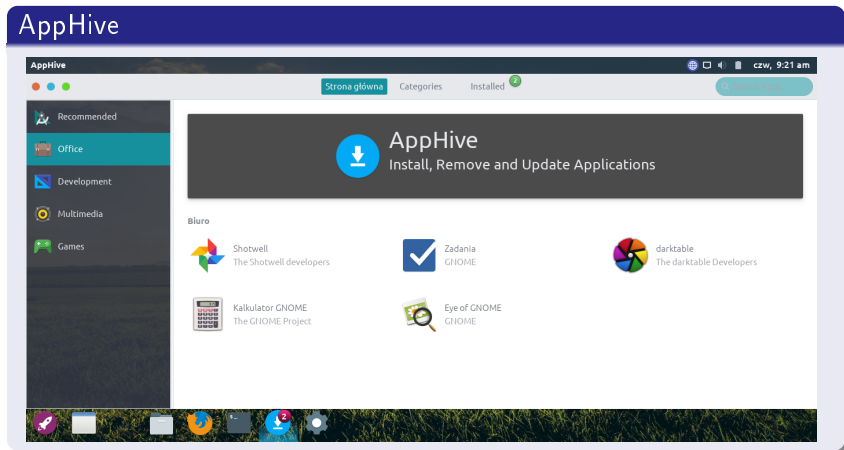 AppHive
AppHive
czw, 9:21 am
Strona główna
Categories
Installed
2
Recommended
Office
Development
Multimedia
Games
AppHive
Install, Remove and Update Applications
Biuro
Shotwell
The Shotwell developers
Zadania
GNOME
darktable
The darktable Developers
Kalkulator GNOME
The GNOME Project
Eye of GNOME
GNOME
2